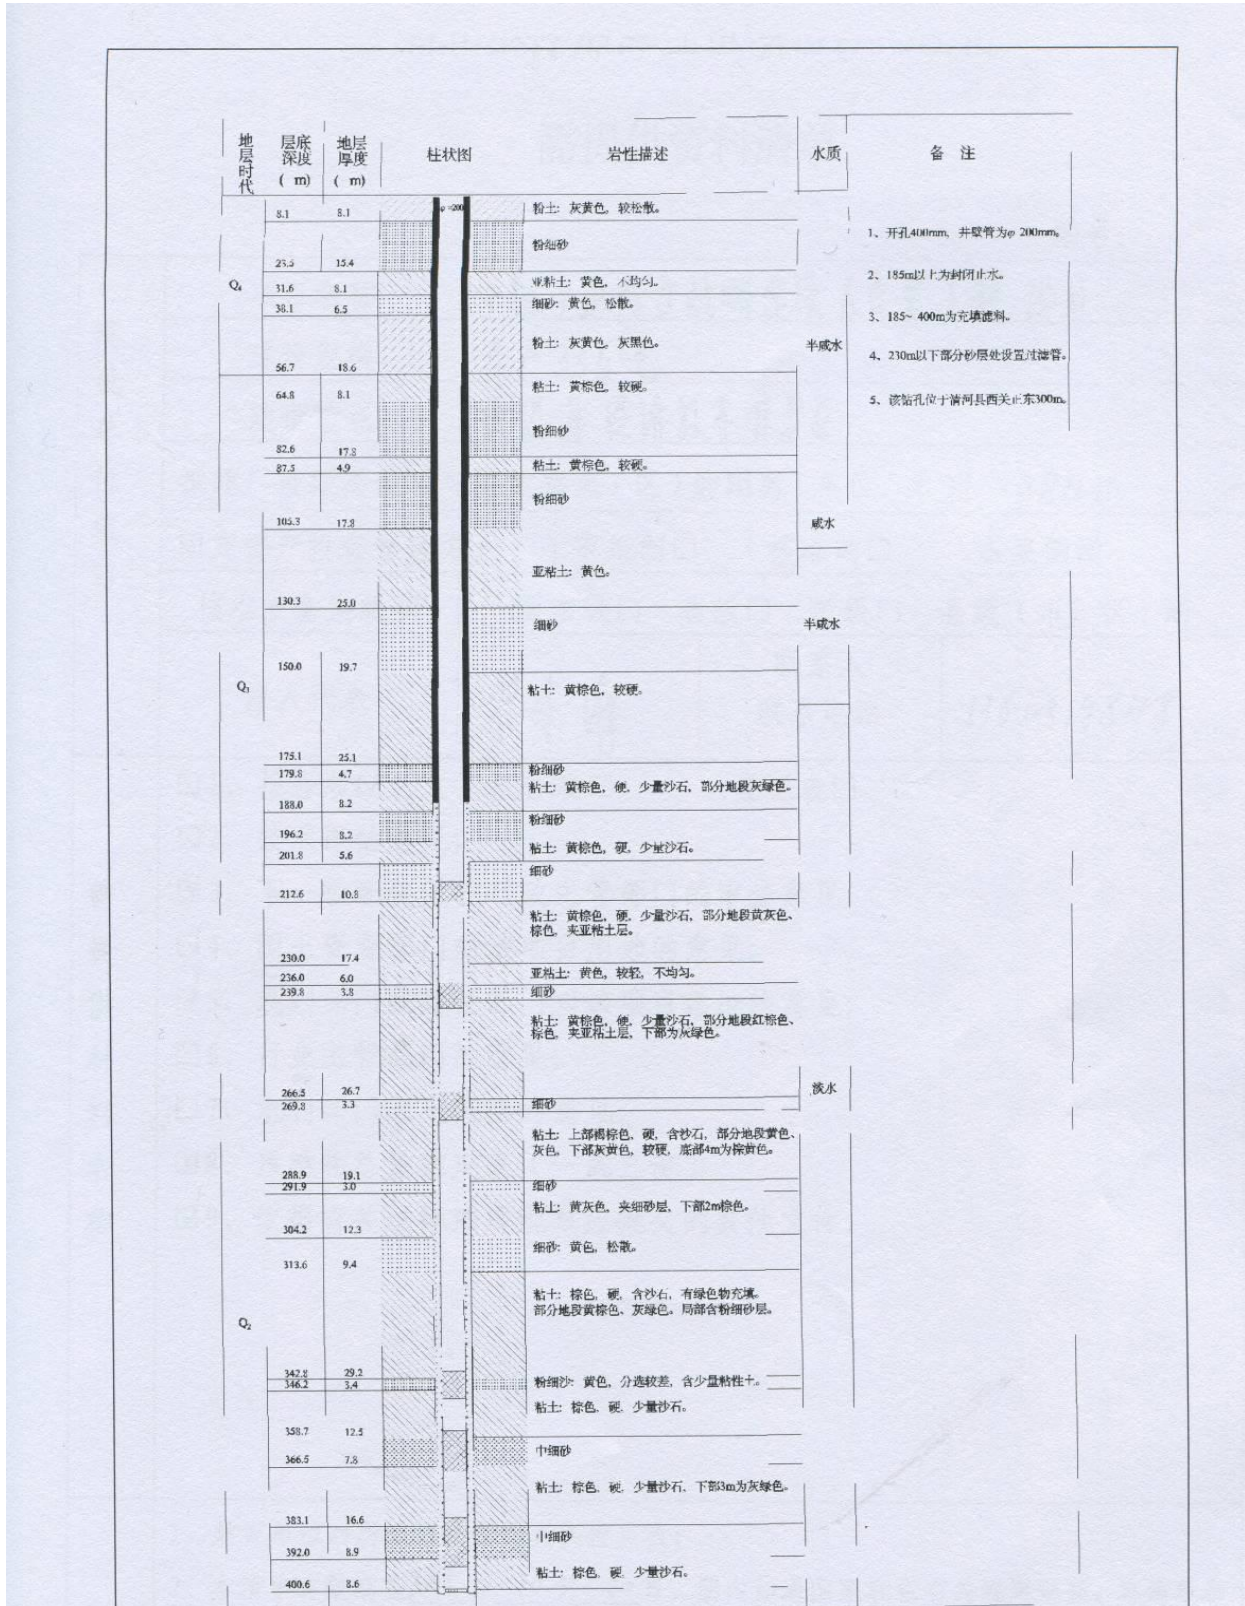 地层时代 层底深度 ( m) 地层厚度 ( m) 柱状图 岩性描述 水质 备 注
φ=200
8.1 8.1 粉土: 灰黄色, 较松散。
1、开孔400mm, 井壁管为φ 200mm。
23.5 15.4 粉细砂
2、185m以上为封闭止水。
Q4
31.6 8.1 亚粘土: 黄色, 不均匀。
38.1 6.5 细砂: 黄色, 松散。
3、185~ 400m为充填滤料。
56.7 18.6 粉土: 灰黄色, 灰黑色。
半咸水
4、230m以下部分砂层处设置过滤管。
64.8 8.1 粘土: 黄棕色, 较硬。
5、该钻孔位于清河县西关正东300m。
82.6 17.8 粉细砂
87.5 4.9 粘土: 黄棕色, 较硬。
105.3 17.8 粉细砂
咸水
130.3 25.0 亚粘土: 黄色。
150.0 19.7 细砂
半咸水
Q3
175.1 25.1 粘土: 黄棕色, 较硬。
179.8 4.7 粉细砂
188.0 8.2 粘土: 黄棕色, 硬, 少量沙石, 部分地段灰绿色。
196.2 8.2 粉细砂
201.8 5.6 粘土: 黄棕色, 硬, 少量沙石。
212.6 10.8 细砂
230.0 17.4 粘土: 黄棕色, 硬, 少量沙石, 部分地段黄灰色、
棕色, 夹亚粘土层。
236.0 6.0 亚粘土: 黄色, 较轻, 不均匀。
239.8 3.8 细砂
266.5 26.7 粘土: 黄棕色, 硬, 少量沙石, 部分地段红棕色、
棕色, 夹亚粘土层, 下部为灰绿色。
淡水
269.8 3.3 细砂
288.9 19.1 粘土: 上部褐棕色, 硬, 含沙石, 部分地段黄色、
灰色, 下部灰黄色, 较硬, 底部4m为棕黄色。
291.9 3.0 细砂
304.2 12.3 粘土: 黄灰色, 夹细砂层, 下部2m棕色。
313.6 9.4 细砂: 黄色, 松散。
Q2
342.8 29.2 粘土: 棕色, 硬, 含沙石, 有绿色物充填。
部分地段黄棕色、灰绿色。局部含粉细砂层。
346.2 3.4 粉细沙: 黄色, 分选较差, 含少量粘性土。
358.7 12.5 粘土: 棕色, 硬, 少量沙石。
366.5 7.8 中细砂
383.1 16.6 粘土: 棕色, 硬, 少量沙石, 下部3m为灰绿色。
392.0 8.9 中细砂
400.6 8.6 粘土: 棕色, 硬, 少量沙石。